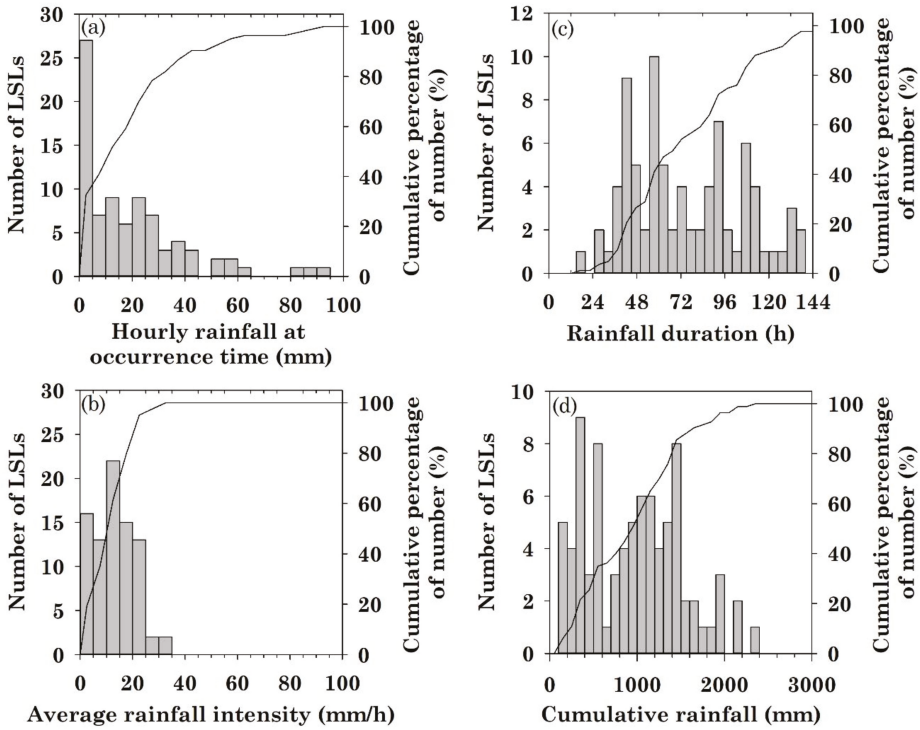 (a)
30
25
20
15
10
5
0
Number of LSLs
100
80
60
40
20
0
Cumulative percentage
of number (%)
0 20 40 60 80 100
Hourly rainfall at
occurrence time (mm)
(c)
12
10
8
6
4
2
0
Number of LSLs
100
80
60
40
20
0
Cumulative percentage
of number (%)
0 24 48 72 96 120 144
Rainfall duration (h)
(b)
30
25
20
15
10
5
0
Number of LSLs
100
80
60
40
20
0
Cumulative percentage
of number (%)
0 20 40 60 80 100
Average rainfall intensity (mm/h)
(d)
10
8
6
4
2
0
Number of LSLs
100
80
60
40
20
0
Cumulative percentage
of number (%)
0 1000 2000 3000
Cumulative rainfall (mm)